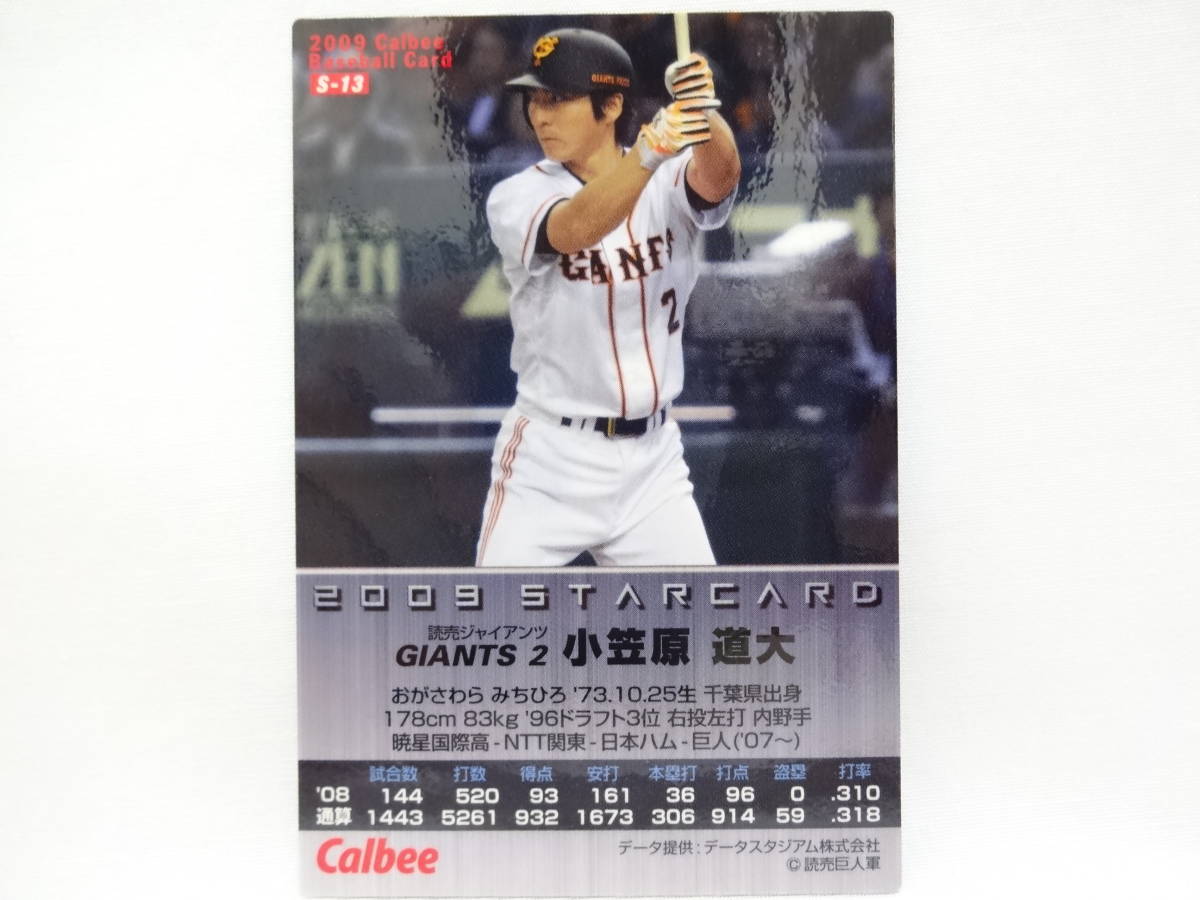 2009 Calbee
Baseball Card
S-13
GIANTS
2
2009 STARCARD
読売ジャイアンツ
GIANTS 2 小笠原 道大
おがさわら みちひろ '73.10.25生 千葉県出身
178cm 83kg '96ドラフト3位 右投左打 内野手
暁星国際高-NTT関東-日本ハム-巨人('07~)
試合数 打数 得点 安打 本塁打 打点 盗塁 打率
'08 144 520 93 161 36 96 0 .310
通算 1443 5261 932 1673 306 914 59 .318
Calbee
データ提供:データスタジアム株式会社
©読売巨人軍